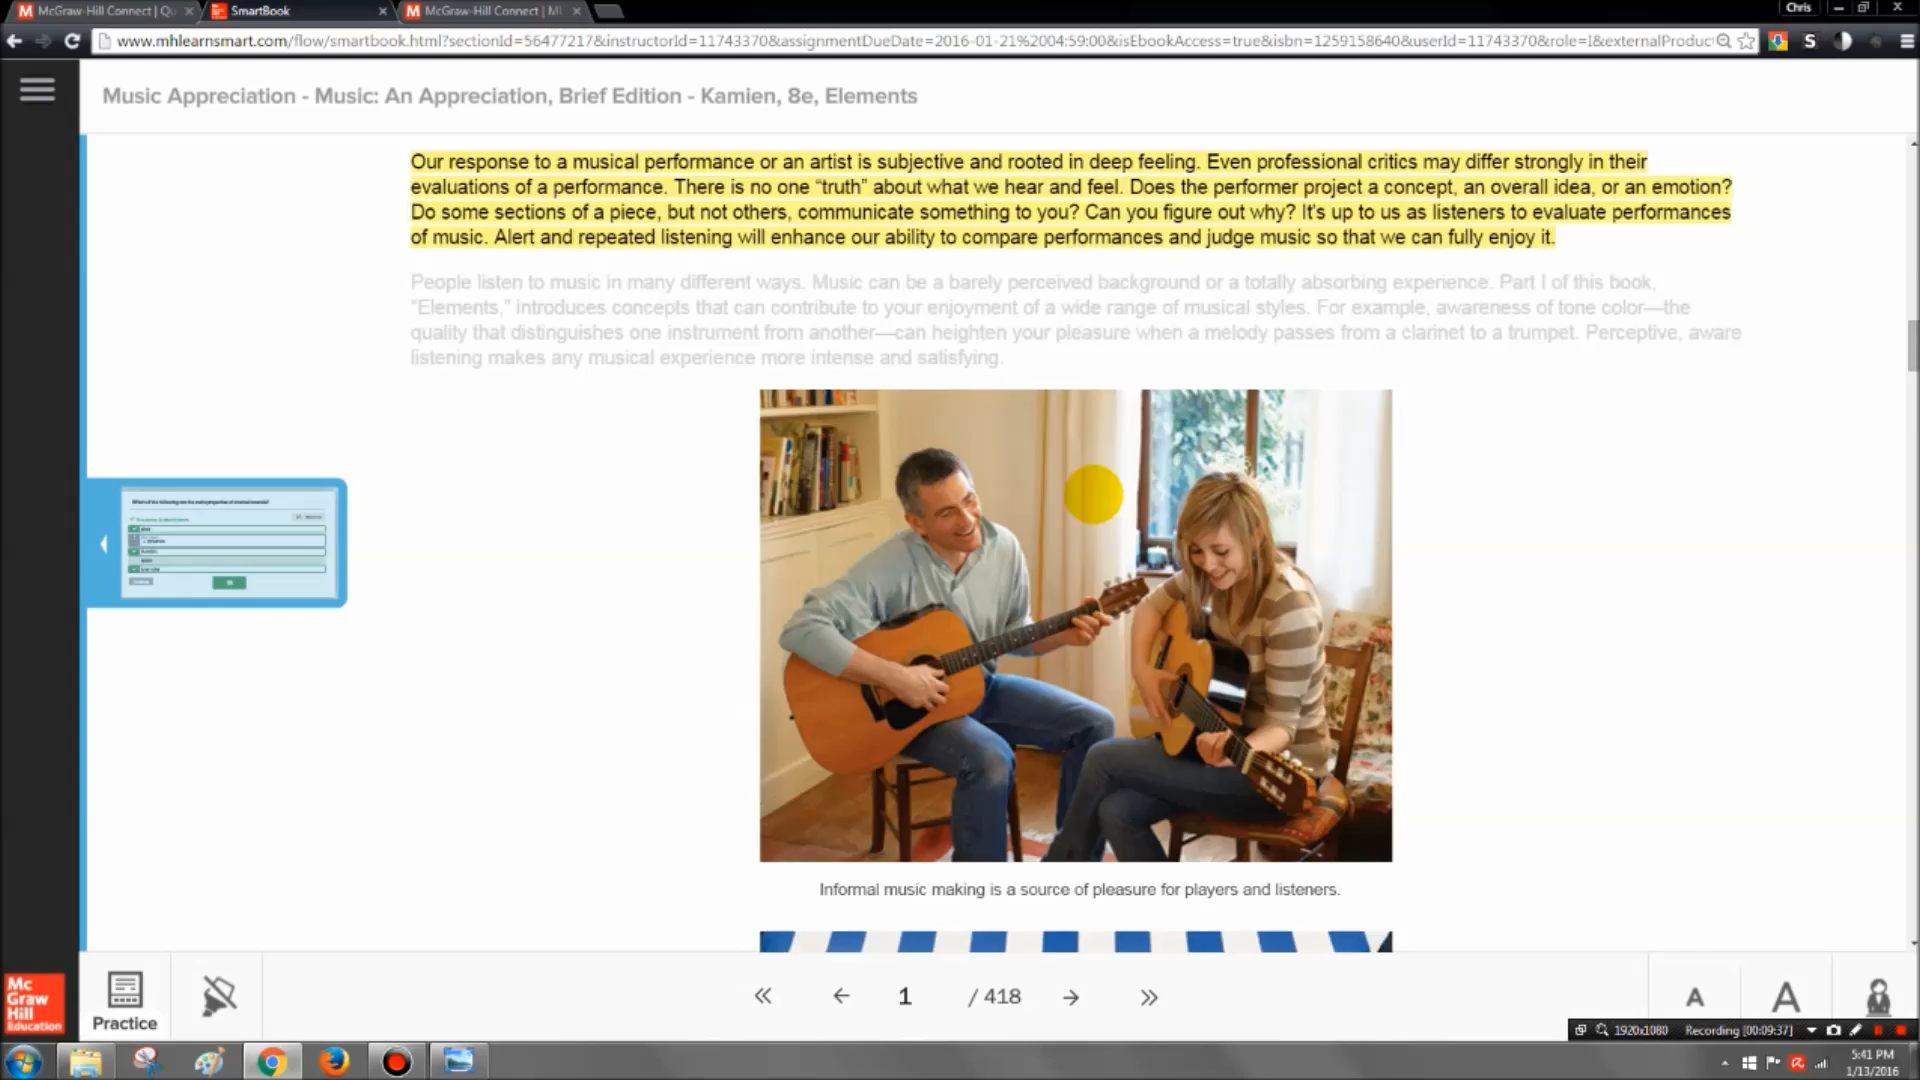 McGraw-Hill Connect | Qu
SmartBook
McGraw-Hill Connect | M
Chris
www.mhlearnsmart.com/flow/smartbook.html?sectionId=56477217&instructorId=11743370&assignmentDueDate=2016-01-21%2004:59:00&isEbookAccess=true&isbn=1259158640&userId=11743370&role=I&externalProduct
S
Music Appreciation - Music: An Appreciation, Brief Edition - Kamien, 8e, Elements
Our response to a musical performance or an artist is subjective and rooted in deep feeling. Even professional critics may differ strongly in their
evaluations of a performance. There is no one “truth” about what we hear and feel. Does the performer project a concept, an overall idea, or an emotion?
Do some sections of a piece, but not others, communicate something to you? Can you figure out why? It's up to us as listeners to evaluate performances
of music. Alert and repeated listening will enhance our ability to compare performances and judge music so that we can fully enjoy it.
People listen to music in many different ways. Music can be a barely perceived background or a totally absorbing experience. Part I of this book,
“Elements,” introduces concepts that can contribute to your enjoyment of a wide range of musical styles. For example, awareness of tone color—the
quality that distinguishes one instrument from another—can heighten your pleasure when a melody passes from a clarinet to a trumpet. Perceptive, aware
listening makes any musical experience more intense and satisfying.
Which of the following are the main properties of musical sounds?
Informal music making is a source of pleasure for players and listeners.
Mc
Graw
Hill
Education
Practice
1 / 418
A A
1920x1080 Recording [00:09:37]
5:41 PM
1/13/2016